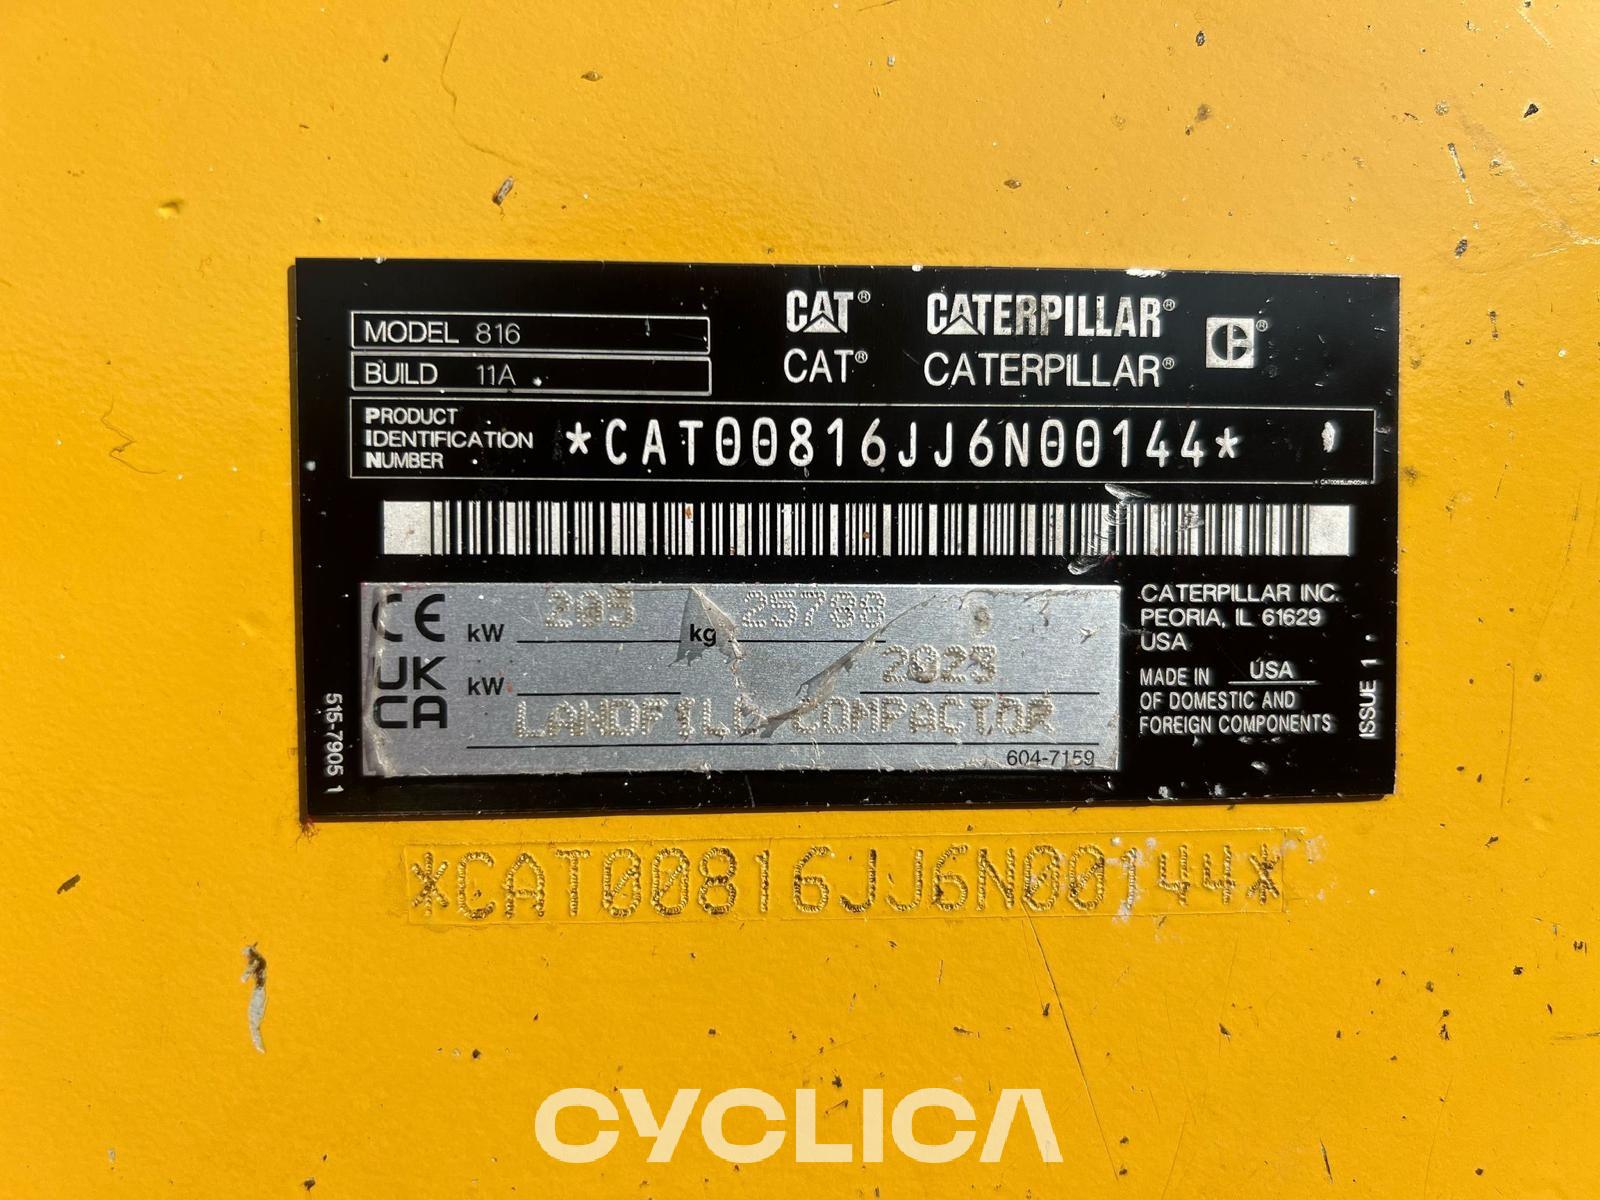 MODEL 816
BUILD 11A
CAT® CATERPILLAR®
CAT® CATERPILLAR®
PRODUCT IDENTIFICATION NUMBER *CAT00816JJ6N00144*
CE
kW kg 25788
UK CA
kW 2023
LANDFILL COMPACTOR
604-7159
CATERPILLAR INC.
PEORIA, IL 61629
USA
MADE IN USA
OF DOMESTIC AND
FOREIGN COMPONENTS
ISSUE 1
515-7905 1
*CAT00816JJ6N00144*
CYCLICA